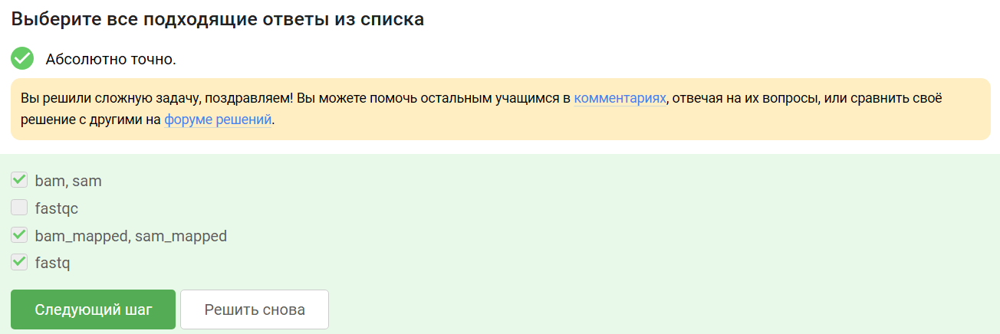 Выберите все подходящие ответы из списка
Абсолютно точно.
Вы решили сложную задачу, поздравляем! Вы можете помочь остальным учащимся в комментариях, отвечая на их вопросы, или сравнить своё
решение с другими на форуме решений.
bam, sam
fastqc
bam_mapped, sam_mapped
fastq
Следующий шаг Решить снова